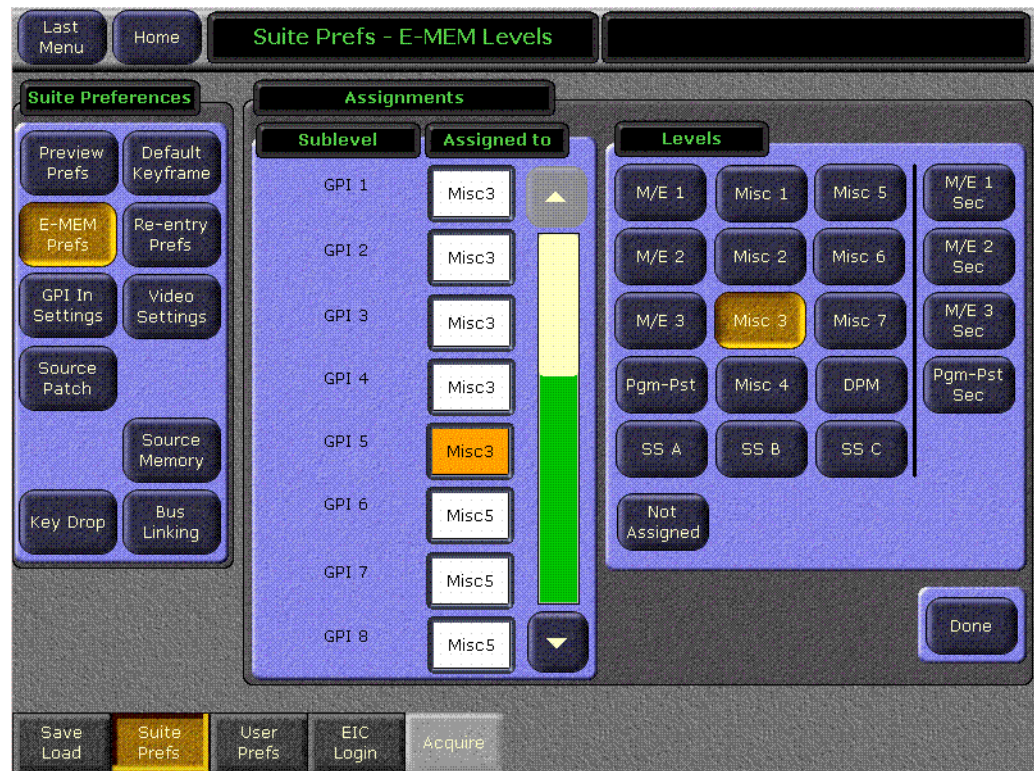 Last
Menu
Home
Suite Prefs - E-MEM Levels
Suite Preferences
Preview
Prefs
Default
Keyframe
E-MEM
Prefs
Re-entry
Prefs
GPI In
Settings
Video
Settings
Source
Patch
Source
Memory
Key Drop
Bus
Linking
Assignments
Sublevel
Assigned to
GPI 1
Misc3
GPI 2
Misc3
GPI 3
Misc3
GPI 4
Misc3
GPI 5
Misc3
GPI 6
Misc5
GPI 7
Misc5
GPI 8
Misc5
Levels
M/E 1
Misc 1
Misc 5
M/E 1
Sec
M/E 2
Misc 2
Misc 6
M/E 2
Sec
M/E 3
Misc 3
Misc 7
M/E 3
Sec
Pgm-Pst
Misc 4
DPM
Pgm-Pst
Sec
SS A
SS B
SS C
Not
Assigned
Done
Save
Load
Suite
Prefs
User
Prefs
EIC
Login
Acquire